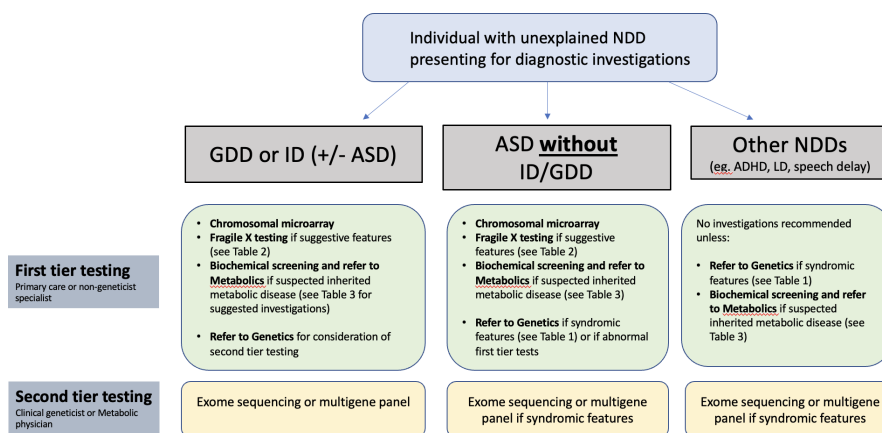 Individual with unexplained NDD
presenting for diagnostic investigations
GDD or ID (+/- ASD)
ASD without
ID/GDD
Other NDDs
(eg. ADHD, LD, speech delay)
First tier testing
Primary care or non-geneticist
specialist
• Chromosomal microarray
• Fragile X testing if suggestive features
(see Table 2)
• Biochemical screening and refer to
Metabolics if suspected inherited
metabolic disease (see Table 3 for
suggested investigations)
• Refer to Genetics for consideration of
second tier testing
• Chromosomal microarray
• Fragile X testing if suggestive
features (see Table 2)
• Biochemical screening and refer to
Metabolics if suspected inherited
metabolic disease (see Table 3)
• Refer to Genetics if syndromic
features (see Table 1) or if abnormal
first tier tests
No investigations recommended
unless:
• Refer to Genetics if syndromic
features (see Table 1)
• Biochemical screening and refer
to Metabolics if suspected
inherited metabolic disease (see
Table 3)
Second tier testing
Clinical geneticist or Metabolic
physician
Exome sequencing or multigene panel
Exome sequencing or multigene
panel if syndromic features
Exome sequencing or multigene
panel if syndromic features